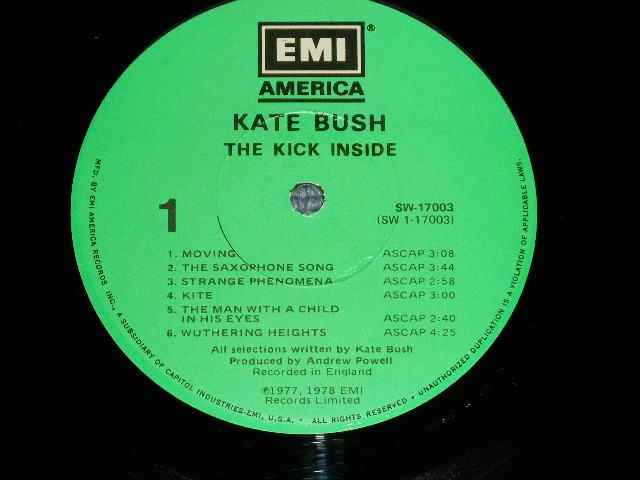 EMI ®
AMERICA
KATE BUSH
THE KICK INSIDE
1
SW-17003
(SW 1-17003)
1. MOVING ASCAP 3:08
2. THE SAXOPHONE SONG ASCAP 3:44
3. STRANGE PHENOMENA ASCAP 2:58
4. KITE ASCAP 3:00
5. THE MAN WITH A CHILD
IN HIS EYES ASCAP 2:40
6. WUTHERING HEIGHTS ASCAP 4:25
All selections written by Kate Bush
Produced by Andrew Powell
Recorded in England
℗1977, 1978 EMI
Records Limited
MFD. BY EMI AMERICA RECORDS INC., A SUBSIDIARY OF CAPITOL INDUSTRIES-EMI, U.S.A. • ALL RIGHTS RESERVED • UNAUTHORIZED DUPLICATION IS A VIOLATION OF APPLICABLE LAWS.